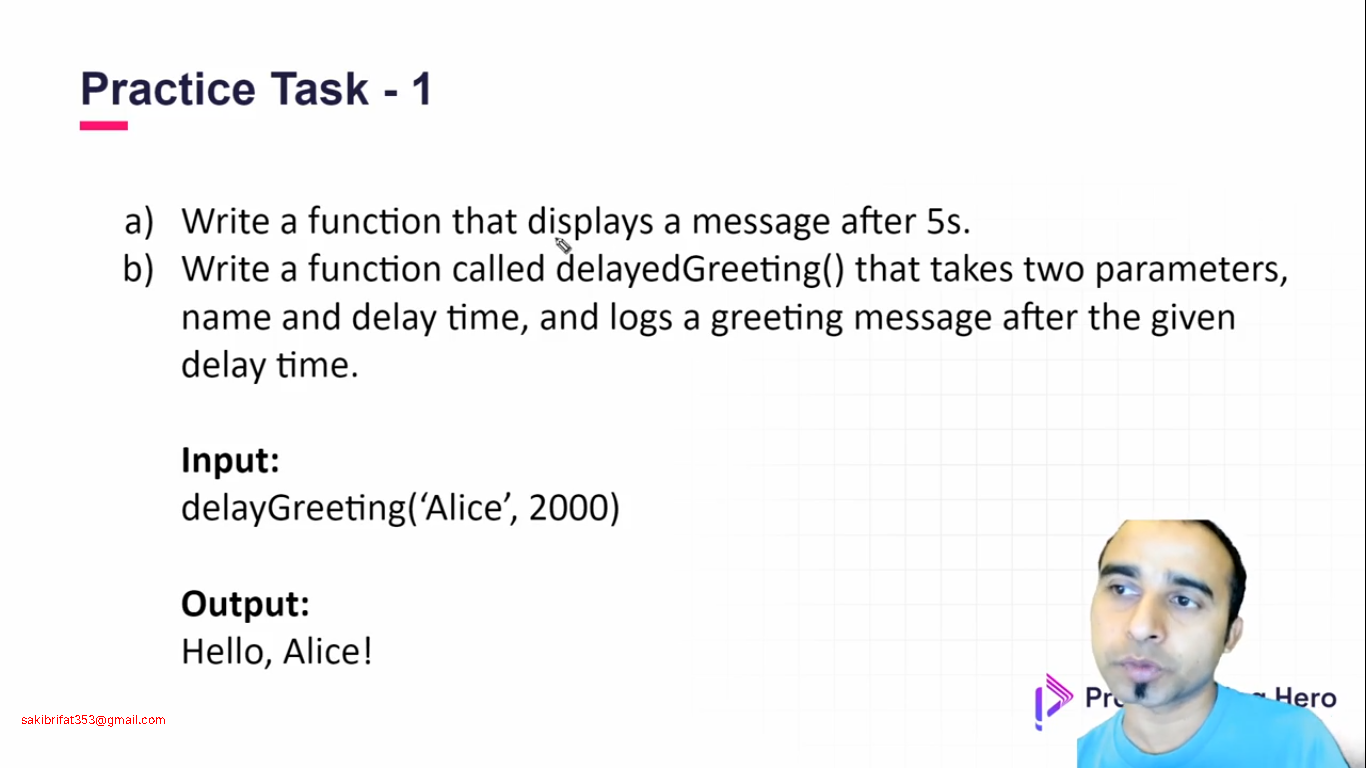 Practice Task - 1
a) Write a function that displays a message after 5s.
b) Write a function called delayedGreeting() that takes two parameters,
name and delay time, and logs a greeting message after the given
delay time.
Input:
delayGreeting(‘Alice’, 2000)
Output:
Hello, Alice!
sakibrifat353@gmail.com
Hero